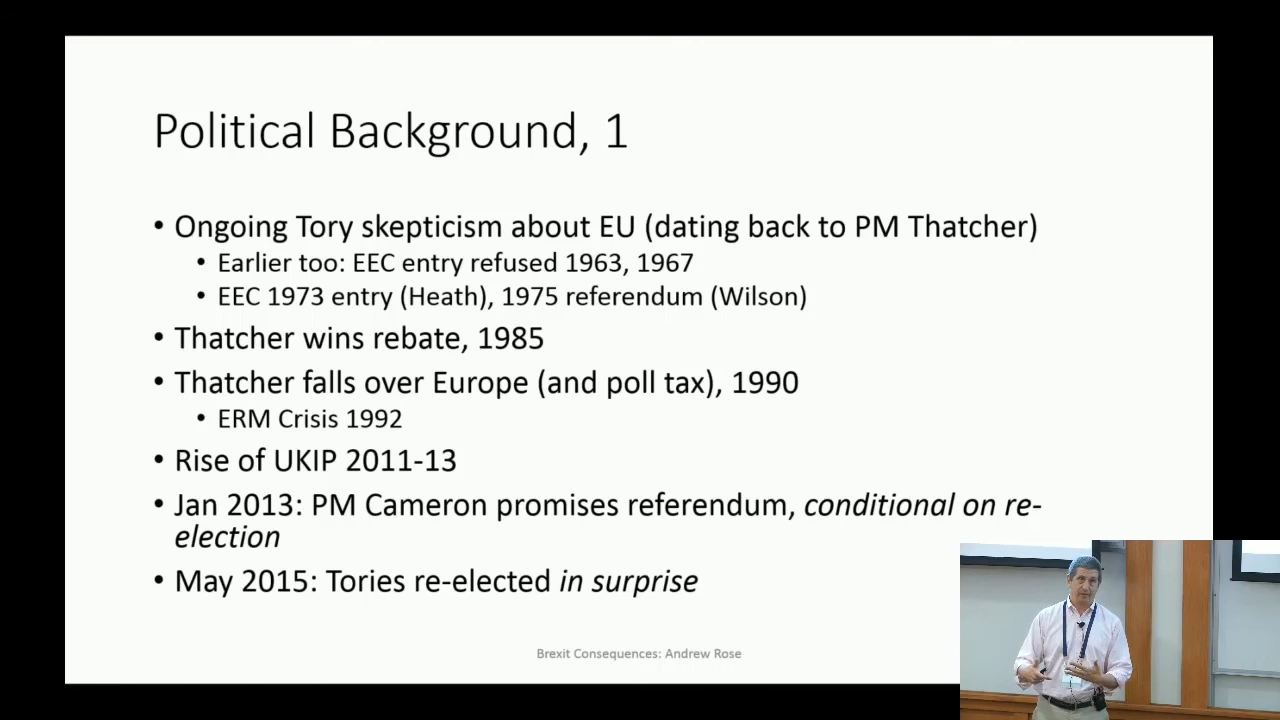 Political Background, 1
• Ongoing Tory skepticism about EU (dating back to PM Thatcher)
• Earlier too: EEC entry refused 1963, 1967
• EEC 1973 entry (Heath), 1975 referendum (Wilson)
• Thatcher wins rebate, 1985
• Thatcher falls over Europe (and poll tax), 1990
• ERM Crisis 1992
• Rise of UKIP 2011-13
• Jan 2013: PM Cameron promises referendum, conditional on re-
election
• May 2015: Tories re-elected in surprise
Brexit Consequences: Andrew Rose